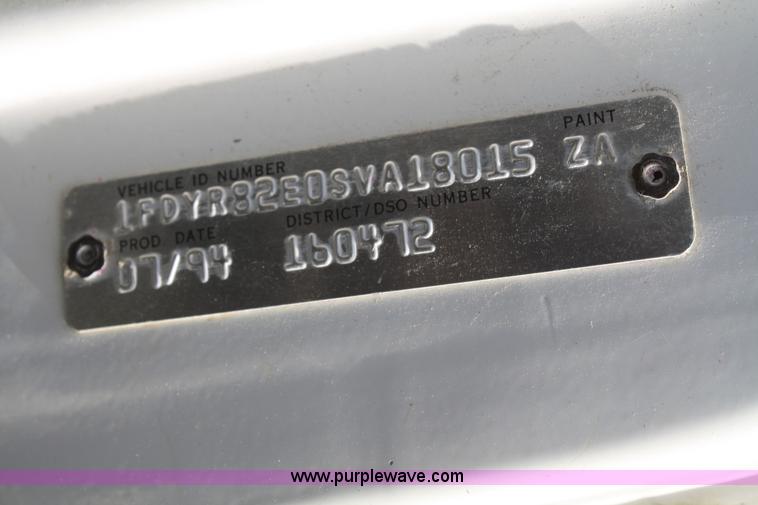 PAINT
VEHICLE ID NUMBER
1FDYR82E0SVA18015 ZA
PROD. DATE DISTRICT/DSO NUMBER
07/94 160472
www.purplewave.com